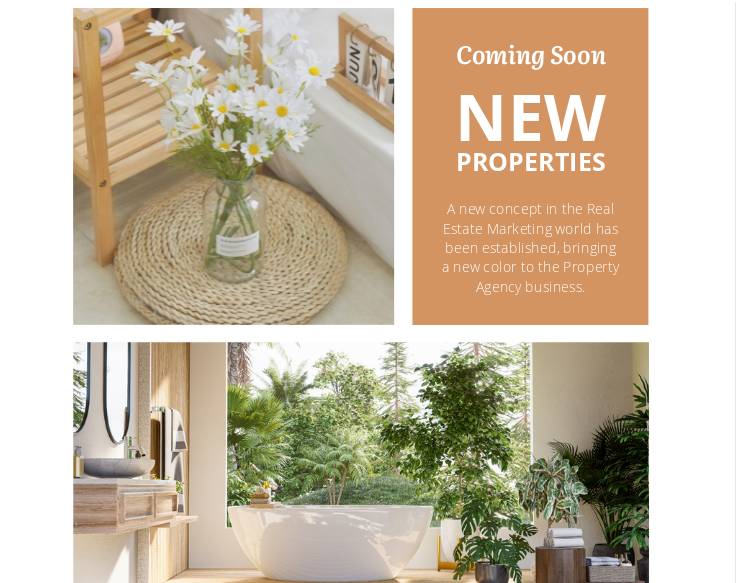 JUN
Coming Soon
NEW
PROPERTIES
A new concept in the Real
Estate Marketing world has
been established, bringing
a new color to the Property
Agency business.